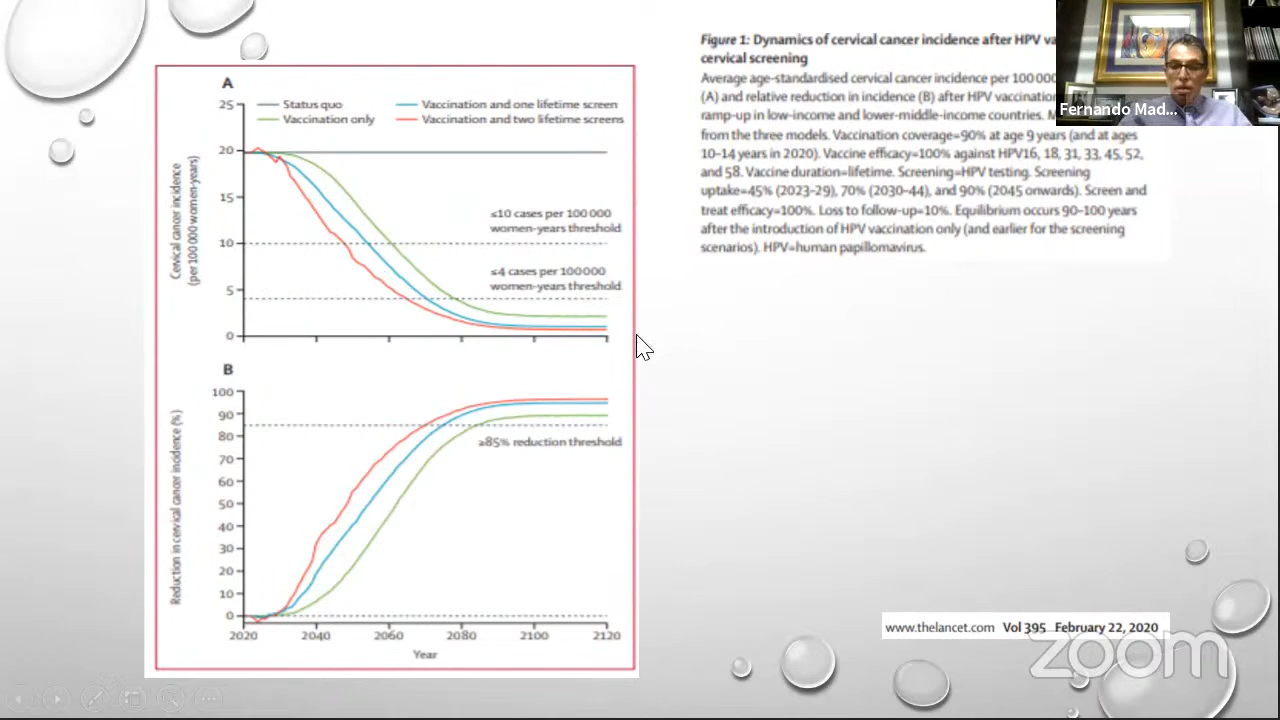 A
25
20
15
10
5
0
Cervical cancer incidence
(per 100 000 women-years)
Status quo
Vaccination only
Vaccination and one lifetime screen
Vaccination and two lifetime screens
≤10 cases per 100 000
women-years threshold
≤4 cases per 100 000
women-years threshold
B
100
90
80
70
60
50
40
30
20
10
0
Reduction in cervical cancer incidence (%)
≥85% reduction threshold
2020 2040 2060 2080 2100 2120
Year
Figure 1: Dynamics of cervical cancer incidence after HPV va
cervical screening
Average age-standardised cervical cancer incidence per 100 000
(A) and relative reduction in incidence (B) after HPV vaccination
ramp-up in low-income and lower-middle-income countries. M
from the three models. Vaccination coverage=90% at age 9 years (and at ages
10–14 years in 2020). Vaccine efficacy=100% against HPV16, 18, 31, 33, 45, 52,
and 58. Vaccine duration=lifetime. Screening=HPV testing. Screening
uptake=45% (2023–29), 70% (2030–44), and 90% (2045 onwards). Screen and
treat efficacy=100%. Loss to follow-up=10%. Equilibrium occurs 90–100 years
after the introduction of HPV vaccination only (and earlier for the screening
scenarios). HPV=human papillomavirus.
Fernando Mad...
www.thelancet.com Vol 395 February 22, 2020
zoom